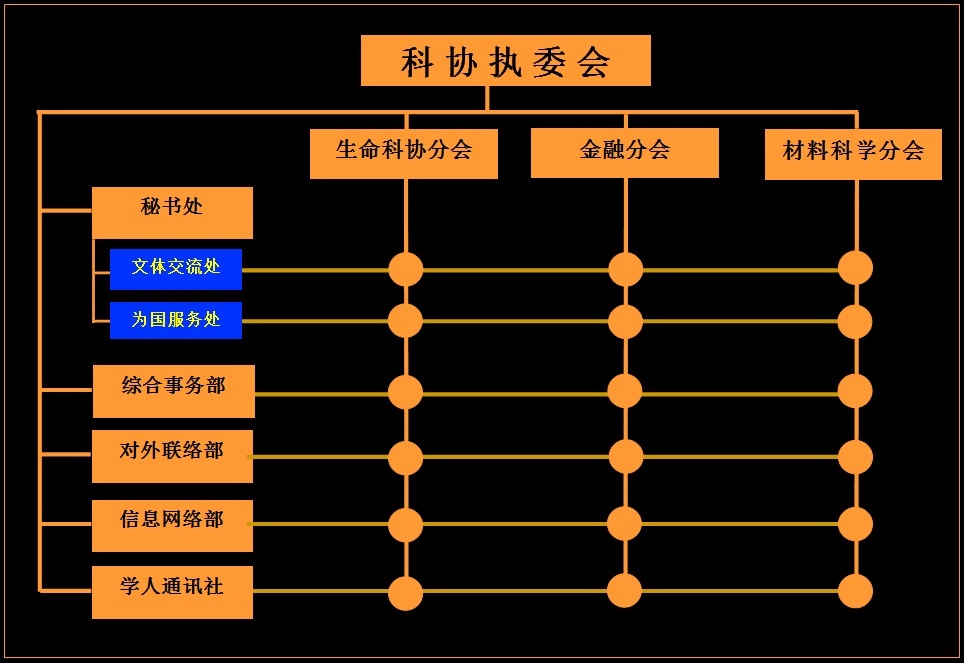 科协执委会
生命科协分会
金融分会
材料科学分会
秘书处
文体交流处
为国服务处
综合事务部
对外联络部
信息网络部
学人通讯社